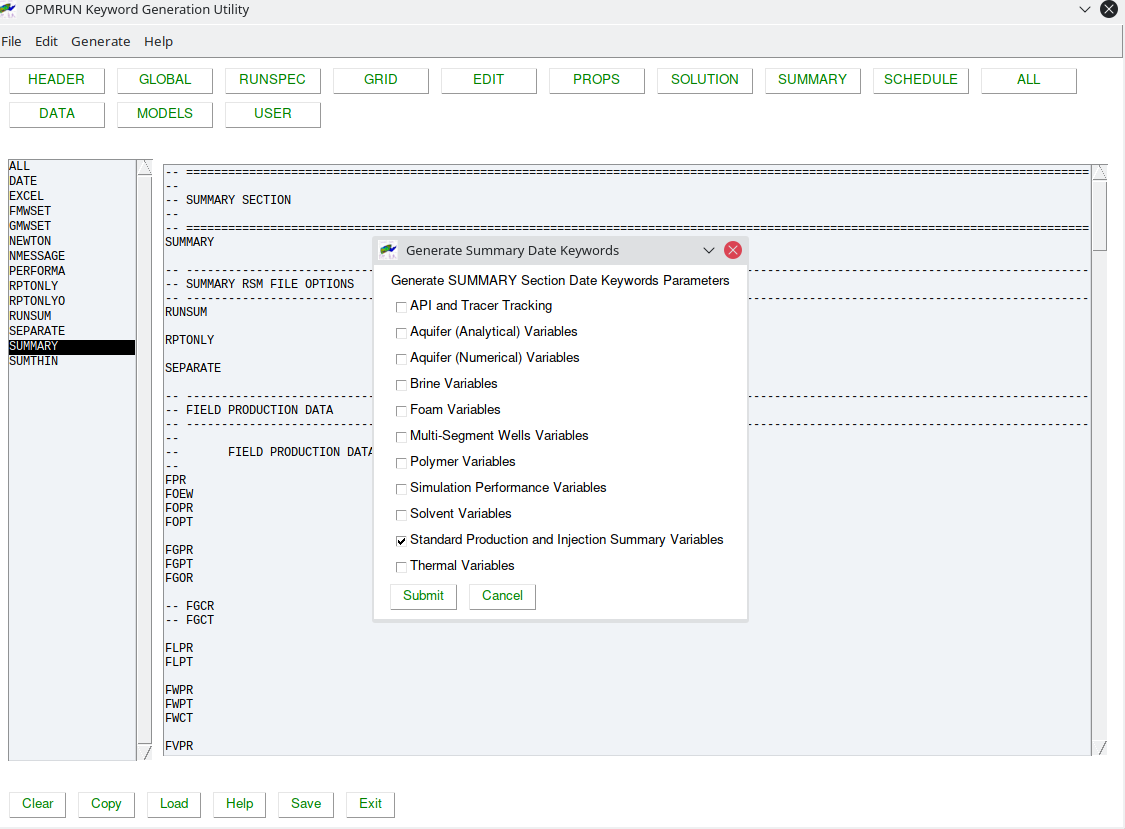 OPMRUN Keyword Generation Utility
File Edit Generate Help
HEADER GLOBAL RUNSPEC GRID EDIT PROPS SOLUTION SUMMARY SCHEDULE ALL
DATA MODELS USER
ALL
DATE
EXCEL
FMWSET
GMWSET
NEWTON
NMESSAGE
PERFORMA
RPTONLY
RPTONLYO
RUNSUM
SEPARATE
SUMMARY
SUMTHIN
-- =================================================================================================================================
--
-- SUMMARY SECTION
--
-- =================================================================================================================================
SUMMARY
-- --------------------------
-- SUMMARY RSM FILE OPTIONS
-- --------------------------
RUNSUM
RPTONLY
SEPARATE
-- --------------------------
-- FIELD PRODUCTION DATA
-- --------------------------
--
-- FIELD PRODUCTION DATA
--
FPR
FOEW
FOPR
FOPT
FGPR
FGPT
FGOR
-- FGCR
-- FGCT
FLPR
FLPT
FWPR
FWPT
FWCT
FVPR
Generate Summary Date Keywords
Generate SUMMARY Section Date Keywords Parameters
API and Tracer Tracking
Aquifer (Analytical) Variables
Aquifer (Numerical) Variables
Brine Variables
Foam Variables
Multi-Segment Wells Variables
Polymer Variables
Simulation Performance Variables
Solvent Variables
Standard Production and Injection Summary Variables
Thermal Variables
Submit Cancel
Clear Copy Load Help Save Exit